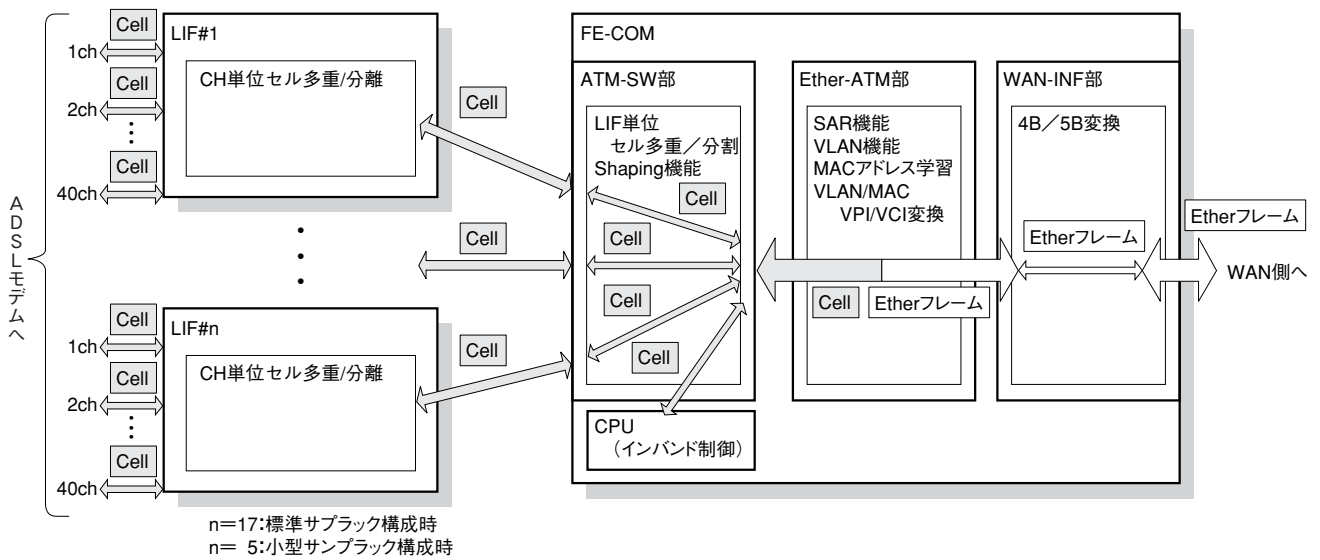 ADSLモデムへ
Cell
1ch
Cell
2ch
Cell
40ch
LIF#1
CH単位セル多重/分離
Cell
Cell
Cell
1ch
Cell
2ch
Cell
40ch
LIF#n
CH単位セル多重/分離
Cell
n=17:標準サブラック構成時
n= 5:小型サンプラック構成時
FE-COM
ATM-SW部
LIF単位
セル多重/分割
Shaping機能
Cell
Cell
Cell
Cell
CPU
(インバンド制御)
Ether-ATM部
SAR機能
VLAN機能
MACアドレス学習
VLAN/MAC
VPI/VCI変換
Cell
Etherフレーム
WAN-INF部
4B/5B変換
Etherフレーム
Etherフレーム
WAN側へ